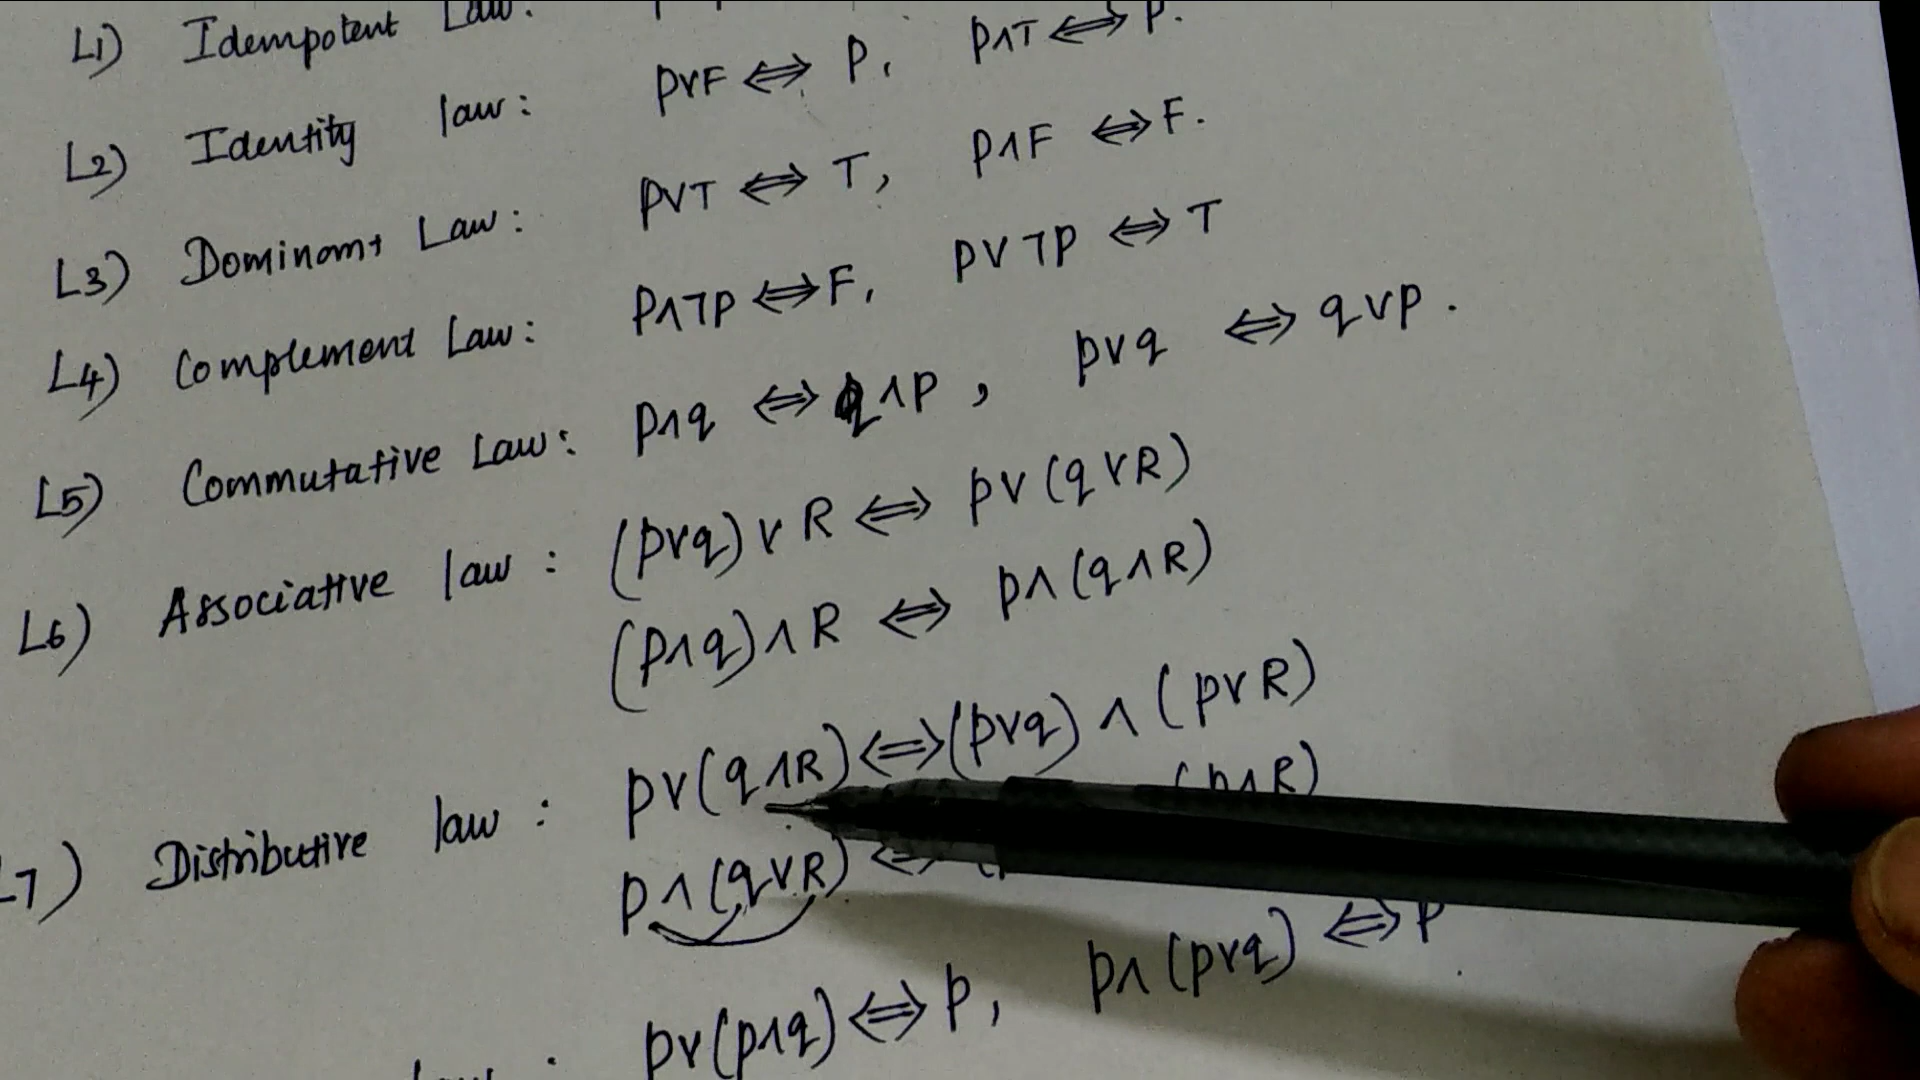 L1) Idempotent Law:
L2) Identity law: p∨F ⇔ P, p∧T ⇔ P.
L3) Dominant Law: p∨T ⇔ T, p∧F ⇔ F.
L4) Complement Law: P∧¬p ⇔ F, p∨¬p ⇔ T
L5) Commutative Law: p∧q ⇔ q∧p, p∨q ⇔ q∨p.
L6) Associative law: (p∨q)∨R ⇔ p∨(q∨R)
(p∧q)∧R ⇔ p∧(q∧R)
L7) Distributive law: p∨(q∧R) ⇔ (p∨q)∧(p∨R)
p∧(q∨R) ⇔ (p∧R)
law: p∨(p∧q) ⇔ p, p∧(p∨q) ⇔ p